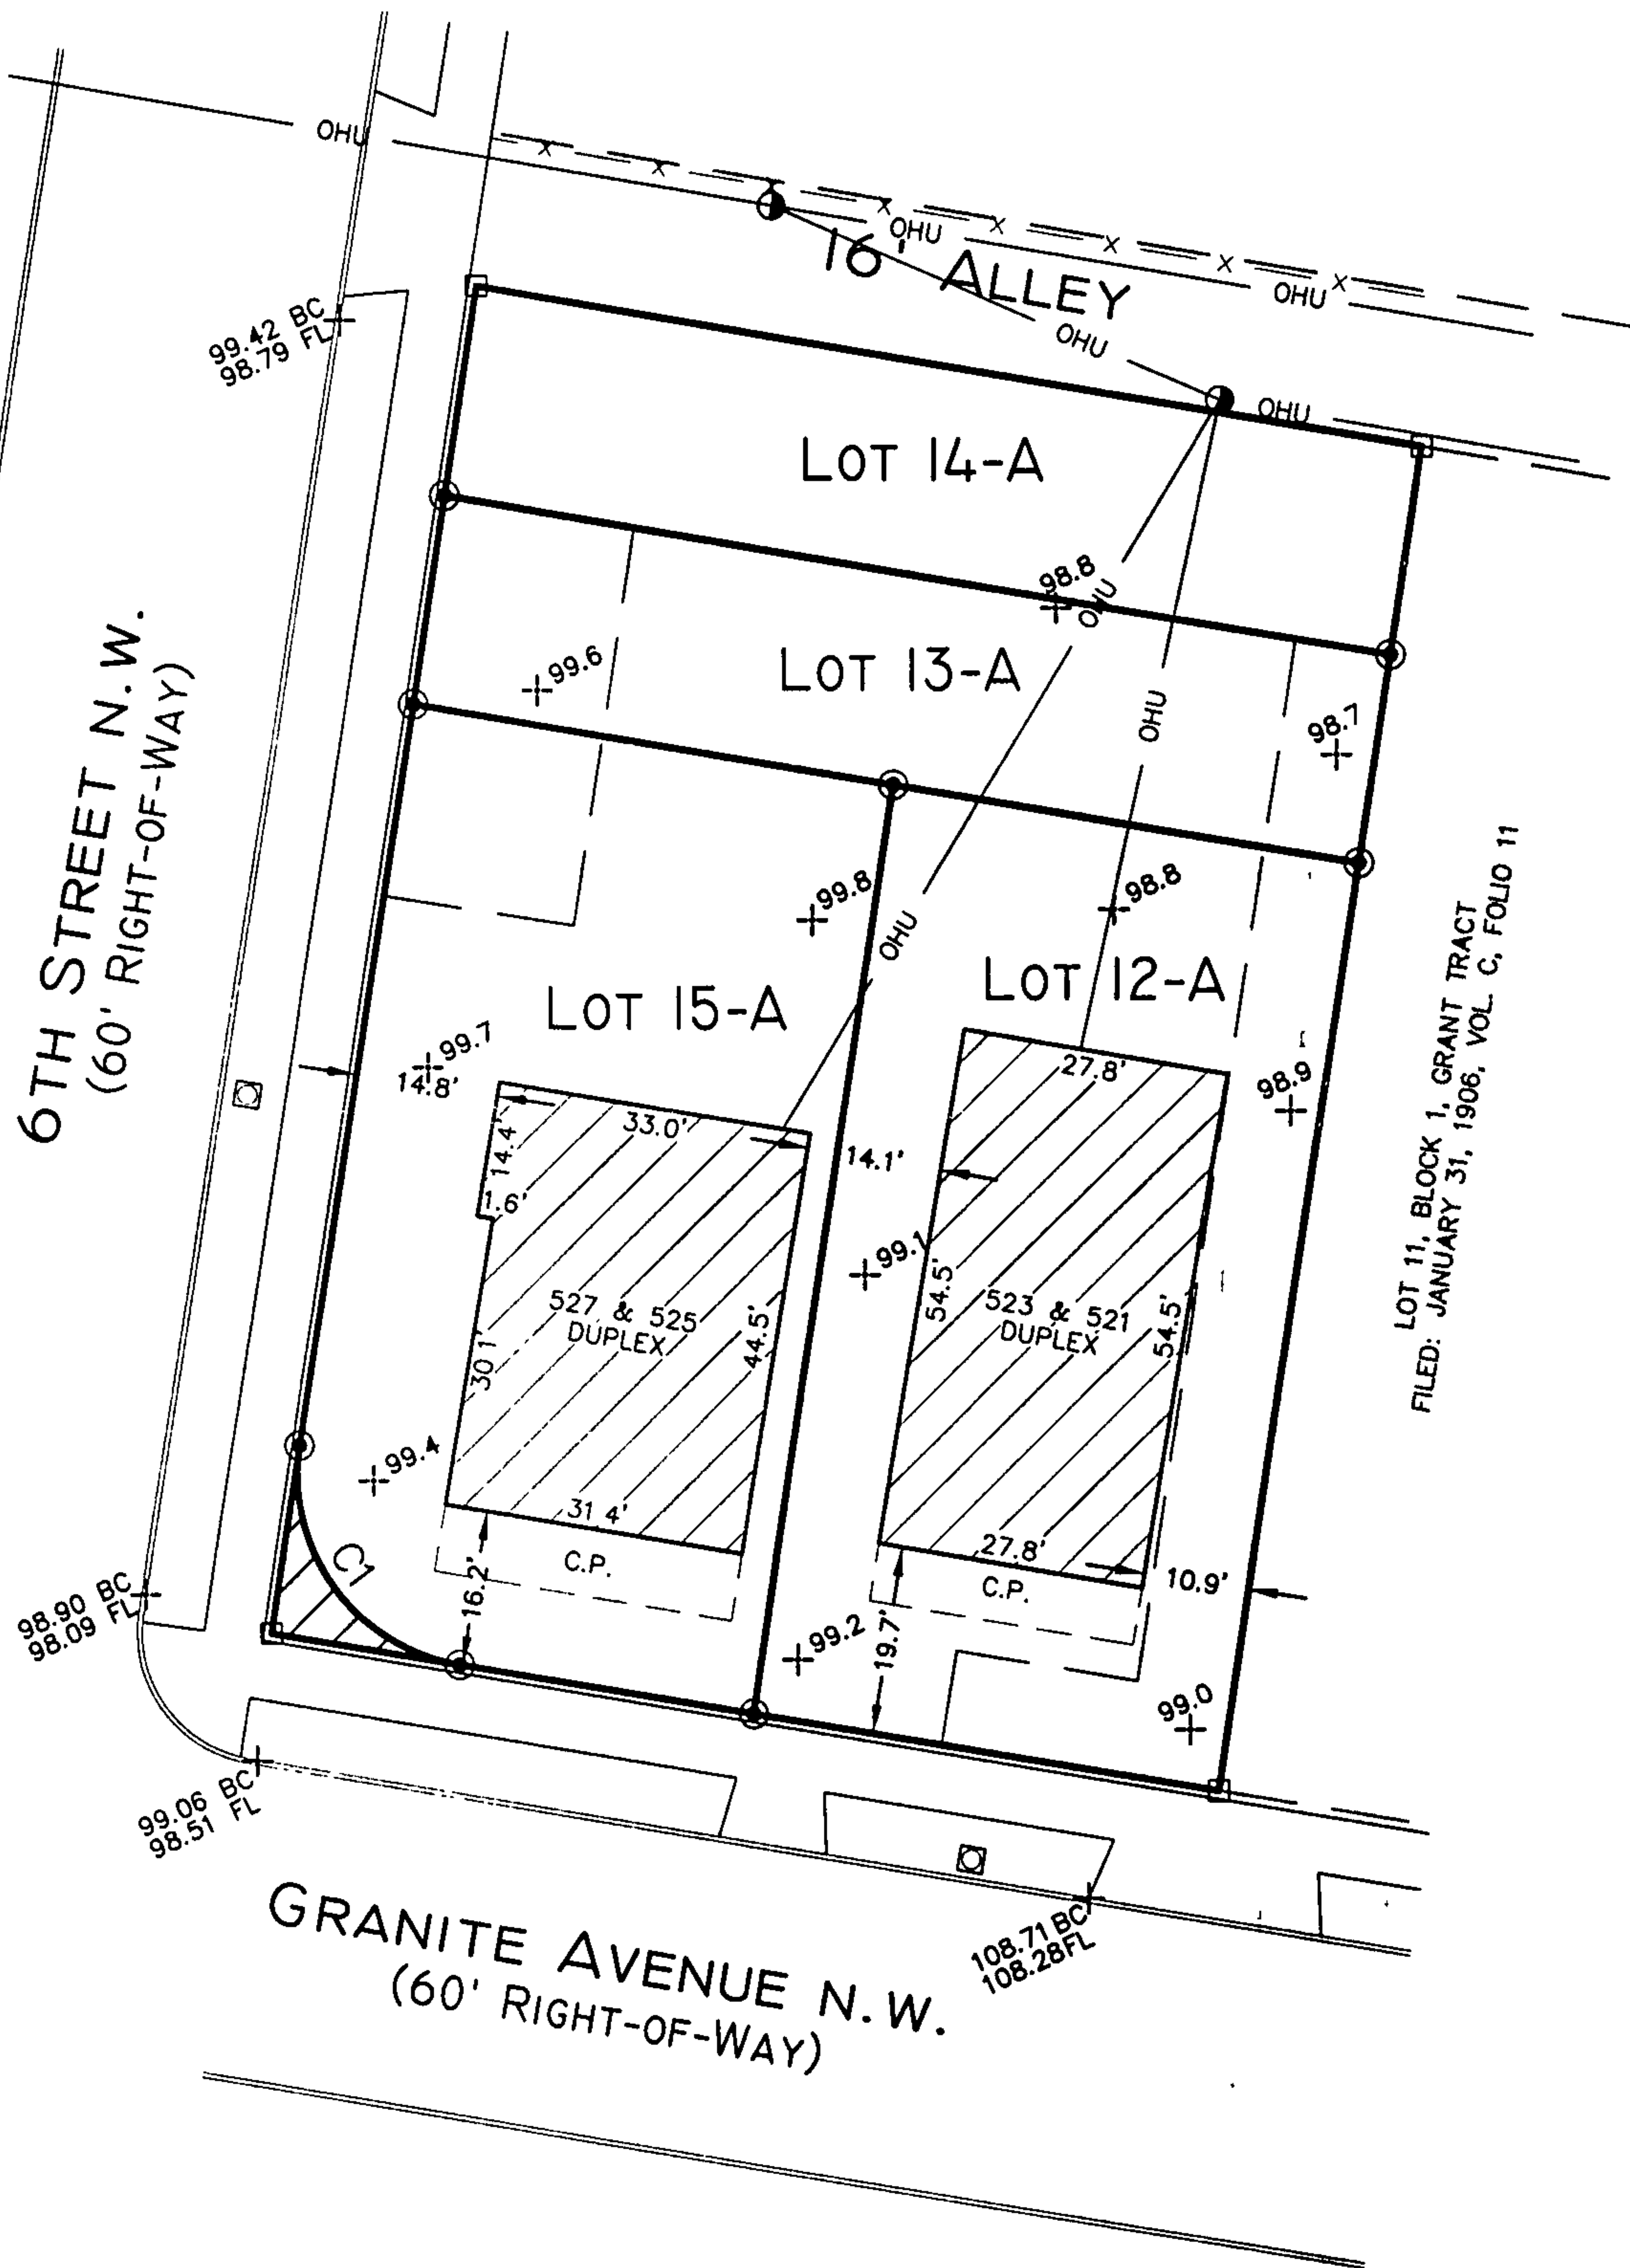 OHU
OHU
16' ALLEY
OHU
OHU
OHU
99.42 BC
98.79 FL
LOT 14-A
98.8
OHU
LOT 13-A
99.6
OHU
98.7
6TH STREET N.W.
(60' RIGHT-OF-WAY)
99.8
98.8
OHU
LOT 12-A
LOT 15-A
LOT 11, BLOCK 1, GRANT TRACT
FILED: JANUARY 31, 1906, VOL. C, FOLIO 11
99.7
14.8'
27.8'
98.9
33.0'
14.4'
14.1'
1.6'
99.1
54.5'
523 & 521
DUPLEX
54.5'
527 & 525
DUPLEX
44.5'
30 1'
99.4
31 4'
C.P.
27.8'
C.P.
10.9'
C1
16.2'
98.90 BC
98.09 FL
99.2
19.7'
99.0
99.06 BC
98.51 FL
108.71 BC
108.28FL
GRANITE AVENUE N.W.
(60' RIGHT-OF-WAY)